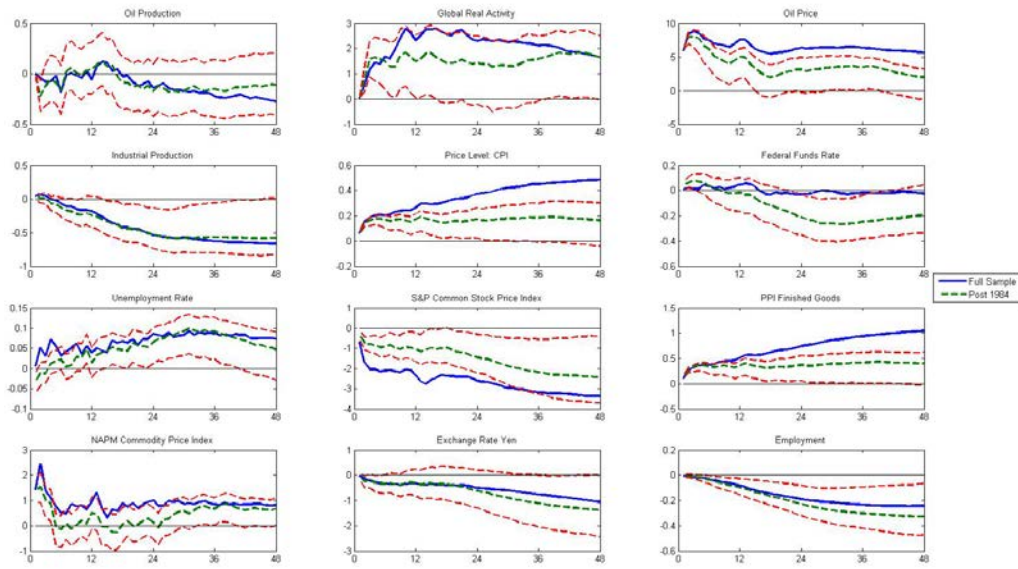 Oil Production
Global Real Activity
Oil Price
0.5
0
-0.5
0 12 24 36 48
3
2
1
0
-1
0 12 24 36 48
10
5
0
-5
0 12 24 36 48
Industrial Production
Price Level: CPI
Federal Funds Rate
0.5
0
-0.5
-1
0 12 24 36 48
0.6
0.4
0.2
0
-0.2
0 12 24 36 48
0.2
0
-0.2
-0.4
-0.6
0 12 24 36 48
Full Sample
Post 1984
Unemployment Rate
S&P Common Stock Price Index
PPI Finished Goods
0.15
0.1
0.05
0
0.05
0.1
0 12 24 36 48
1
0
-1
-2
-3
-4
0 12 24 36 48
1.5
1
0.5
0
-0.5
0 12 24 36 48
NAPM Commodity Price Index
Exchange Rate Yen
Employment
3
2
1
0
-1
0 12 24 36 48
1
0
-1
-2
-3
0 12 24 36 48
0.2
0
-0.2
-0.4
-0.6
0 12 24 36 48